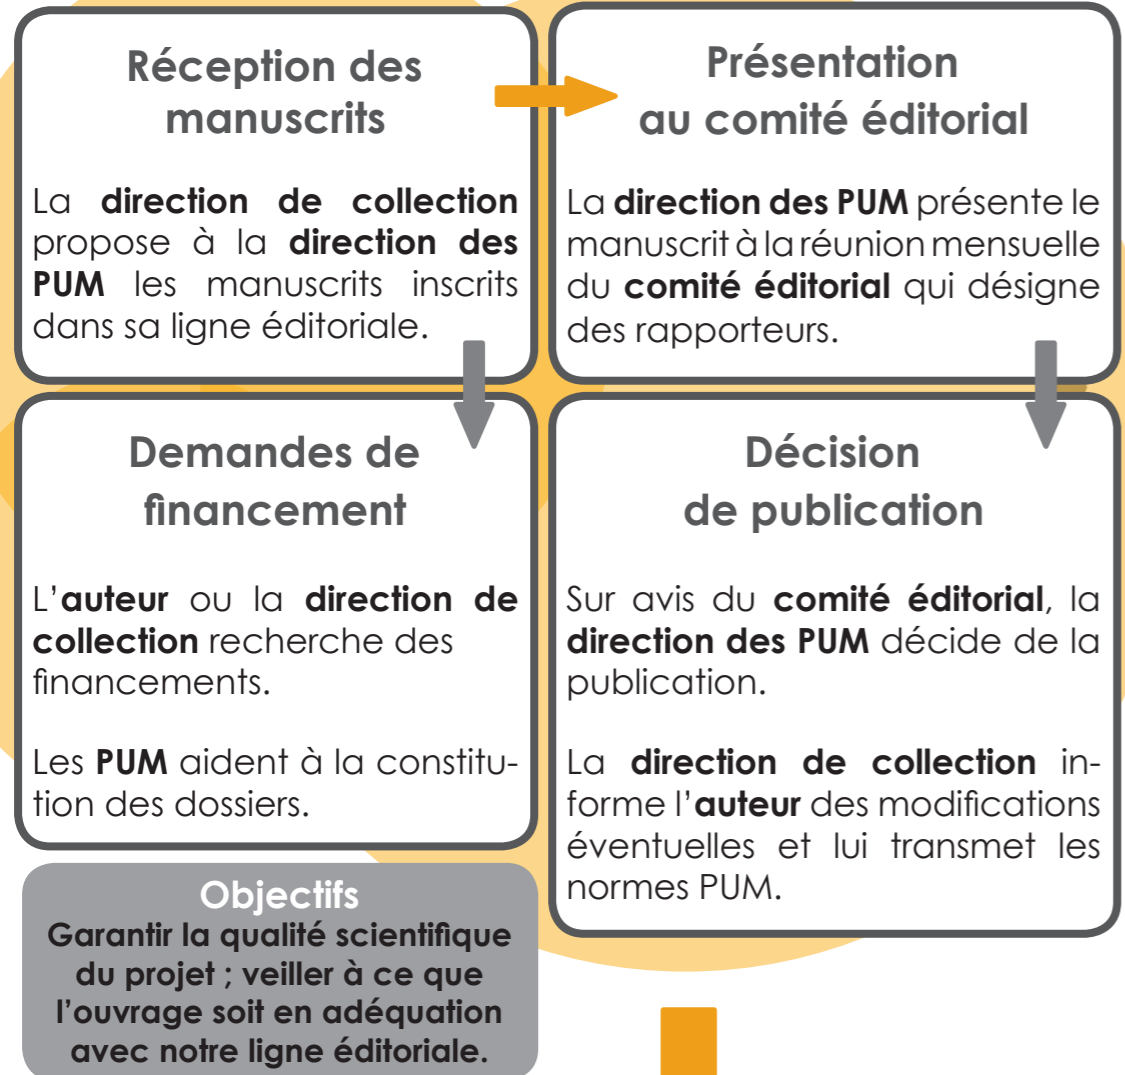 Réception des
manuscrits
La direction de collection
propose à la direction des
PUM les manuscrits inscrits
dans sa ligne éditoriale.
Présentation
au comité éditorial
La direction des PUM présente le
manuscrit à la réunion mensuelle
du comité éditorial qui désigne
des rapporteurs.
Demandes de
financement
L’auteur ou la direction de
collection recherche des
financements.
Les PUM aident à la constitu-
tion des dossiers.
Décision
de publication
Sur avis du comité éditorial, la
direction des PUM décide de la
publication.
La direction de collection in-
forme l’auteur des modifications
éventuelles et lui transmet les
normes PUM.
Objectifs
Garantir la qualité scientifique
du projet ; veiller à ce que
l’ouvrage soit en adéquation
avec notre ligne éditoriale.